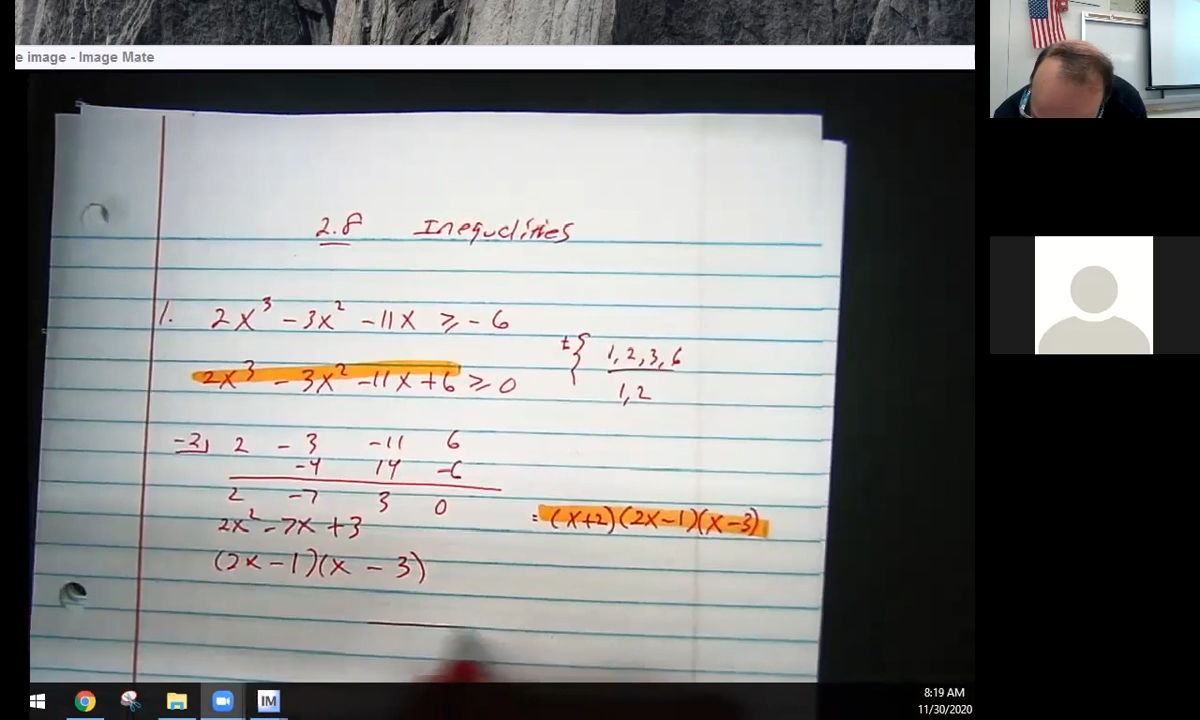 e image - Image Mate
2.8 Inequalities
1. 2x³ - 3x² - 11x ≥ -6
2x³ - 3x² - 11x + 6 ≥ 0
± { 1, 2, 3, 6
1, 2
-2⌋ 2 - 3 -11 6
-4 14 -6
2 -7 3 0
2x² - 7x + 3
= (x+2)(2x-1)(x-3)
(2x - 1)(x - 3)
IM
8:19 AM
11/30/2020